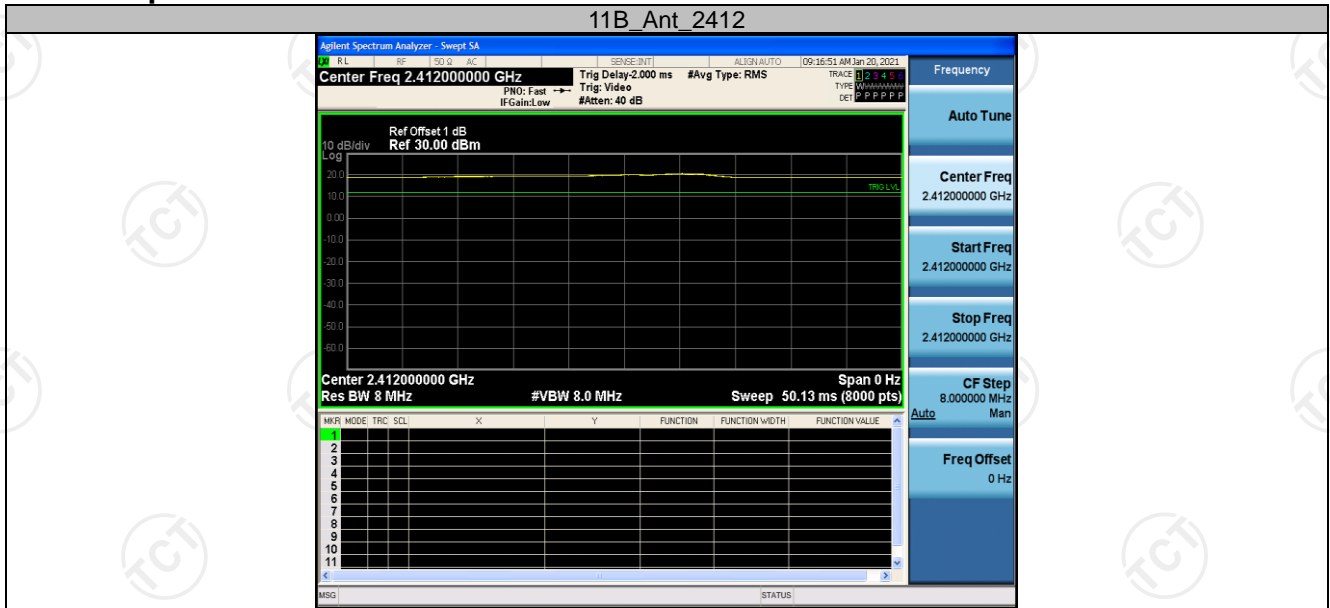 11B_Ant_2412
Agilent Spectrum Analyzer - Swept SA
RL RF 50 Ω AC SENSE:INT ALIGN AUTO 09:16:51 AM Jan 20, 2021
Center Freq 2.412000000 GHz
PNO: Fast
IFGain:Low
Trig Delay-2.000 ms
Trig: Video
#Atten: 40 dB
#Avg Type: RMS
TRACE 1 2 3 4 5 6
TYPE
DET P P P P P P
Ref Offset 1 dB
10 dB/div Ref 30.00 dBm
Log
20.0
TRIG LVL
10.0
0.00
-10.0
-20.0
-30.0
-40.0
-50.0
-60.0
Center 2.412000000 GHz Span 0 Hz
Res BW 8 MHz #VBW 8.0 MHz Sweep 50.13 ms (8000 pts)
MKR MODE TRC SCL X Y FUNCTION FUNCTION WIDTH FUNCTION VALUE
1
2
3
4
5
6
7
8
9
10
11
MSG STATUS
Frequency
Auto Tune
Center Freq
2.412000000 GHz
Start Freq
2.412000000 GHz
Stop Freq
2.412000000 GHz
CF Step
8.000000 MHz
Auto Man
Freq Offset
0 Hz
TCT
TCT
TCT
TCT